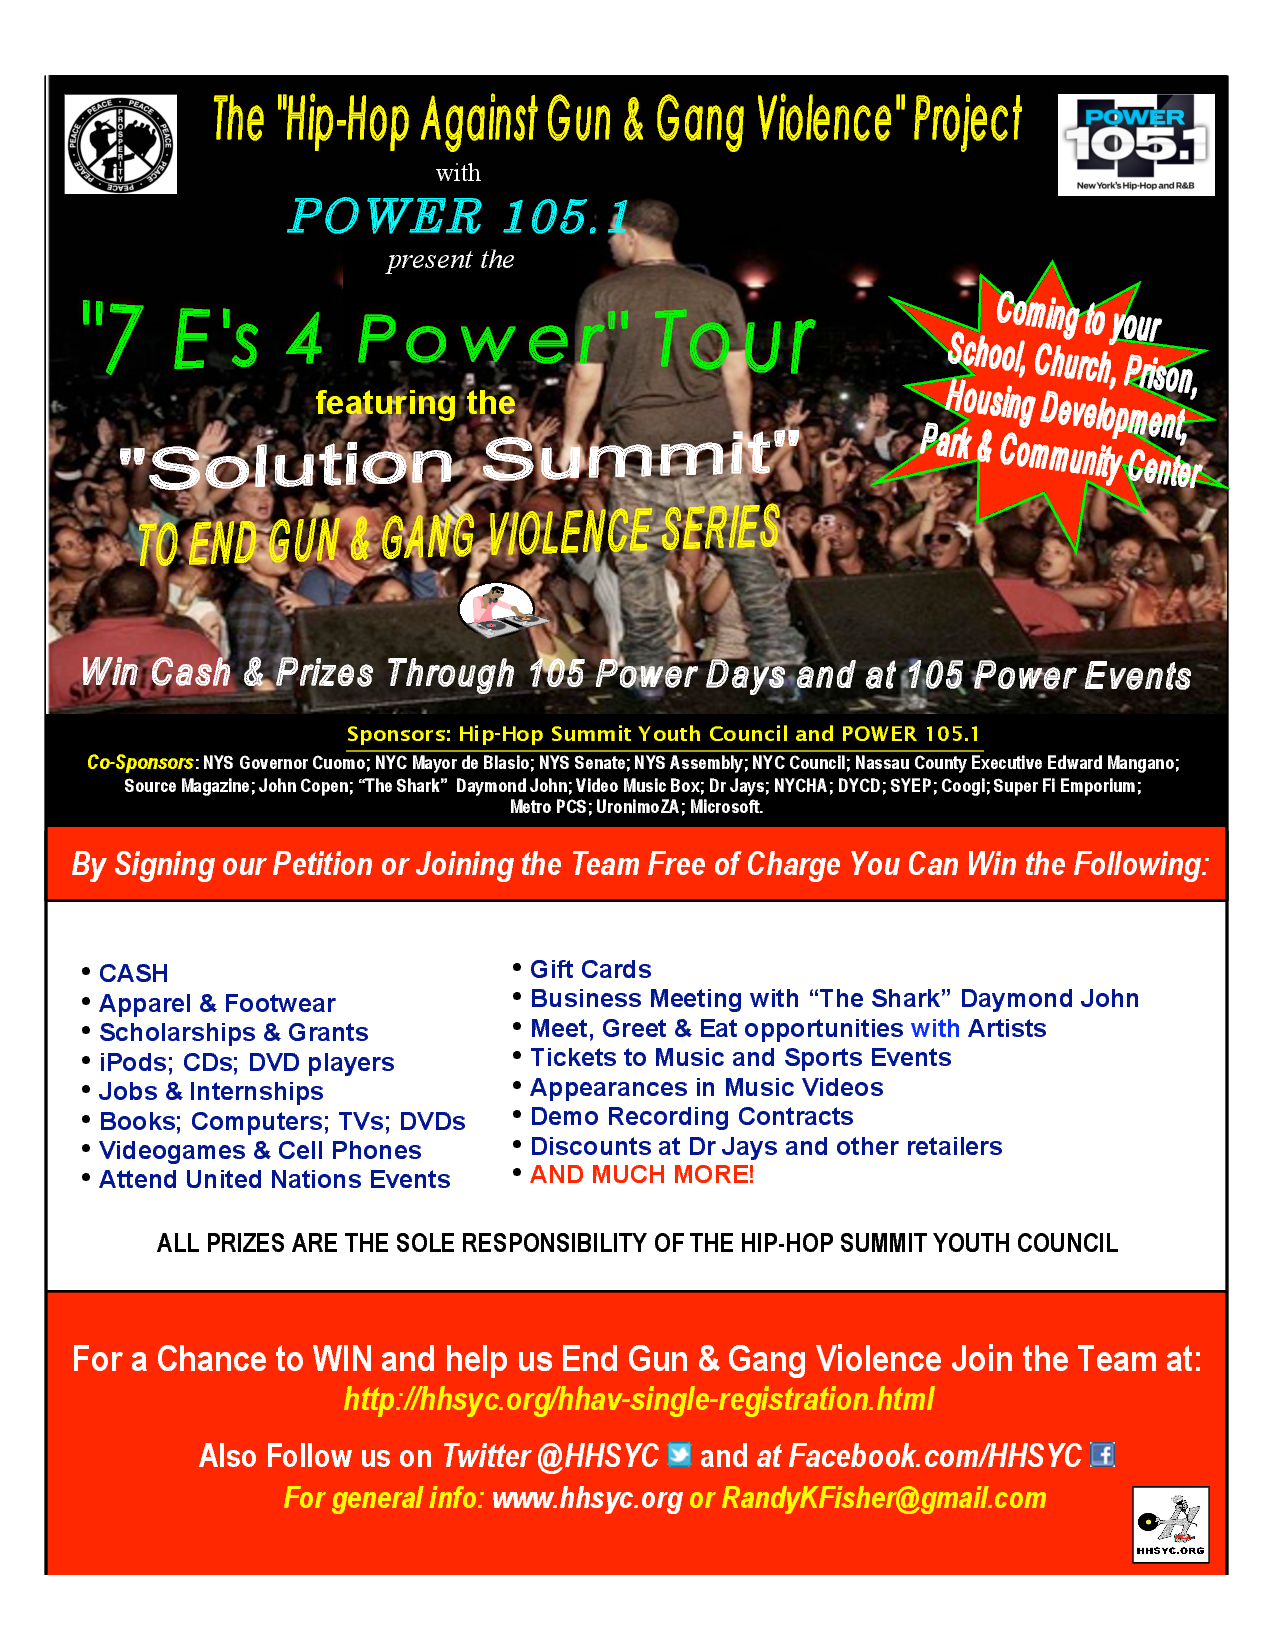 The "Hip-Hop Against Gun & Gang Violence" Project
PEACE • PEACE • PEACE • PEACE • PEACE
PROSPERITY
POWER
105.1
New York's Hip-Hop and R&B
with
POWER 105.1
present the
"7 E's 4 Power" Tour
featuring the
"Solution Summit"
TO END GUN & GANG VIOLENCE SERIES
Coming to your
School, Church, Prison,
Housing Development,
Park & Community Center
Win Cash & Prizes Through 105 Power Days and at 105 Power Events
Sponsors: Hip-Hop Summit Youth Council and POWER 105.1
Co-Sponsors: NYS Governor Cuomo; NYC Mayor de Blasio; NYS Senate; NYS Assembly; NYC Council; Nassau County Executive Edward Mangano;
Source Magazine; John Copen; “The Shark” Daymond John; Video Music Box; Dr Jays; NYCHA; DYCD; SYEP; Coogi; Super Fi Emporium;
Metro PCS; UronimoZA; Microsoft.
By Signing our Petition or Joining the Team Free of Charge You Can Win the Following:
• CASH
• Apparel & Footwear
• Scholarships & Grants
• iPods; CDs; DVD players
• Jobs & Internships
• Books; Computers; TVs; DVDs
• Videogames & Cell Phones
• Attend United Nations Events
• Gift Cards
• Business Meeting with “The Shark” Daymond John
• Meet, Greet & Eat opportunities with Artists
• Tickets to Music and Sports Events
• Appearances in Music Videos
• Demo Recording Contracts
• Discounts at Dr Jays and other retailers
• AND MUCH MORE!
ALL PRIZES ARE THE SOLE RESPONSIBILITY OF THE HIP-HOP SUMMIT YOUTH COUNCIL
For a Chance to WIN and help us End Gun & Gang Violence Join the Team at:
http://hhsyc.org/hhav-single-registration.html
Also Follow us on Twitter @HHSYC and at Facebook.com/HHSYC
For general info: www.hhsyc.org or RandyKFisher@gmail.com
HHSYC.ORG